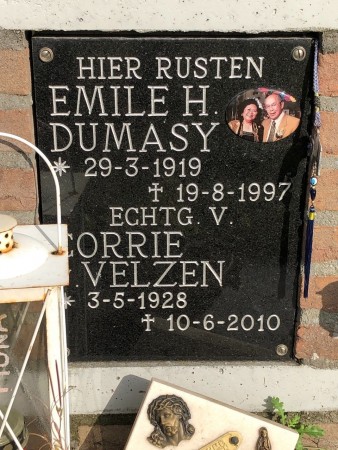 HIER RUSTEN
EMILE H.
DUMASY
* 29-3-1919
† 19-8-1997
ECHTG. V.
CORRIE
. VELZEN
* 3-5-1928
† 10-6-2010